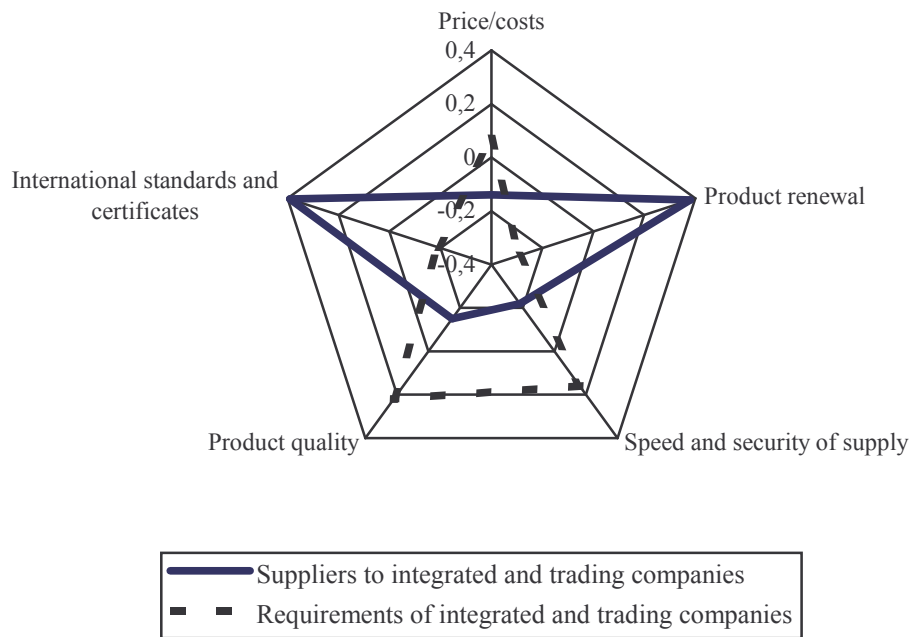 Price/costs
0,4
0,2
0
-0,2
-0,4
International standards and
certificates
Product renewal
Product quality
Speed and security of supply
Suppliers to integrated and trading companies
Requirements of integrated and trading companies